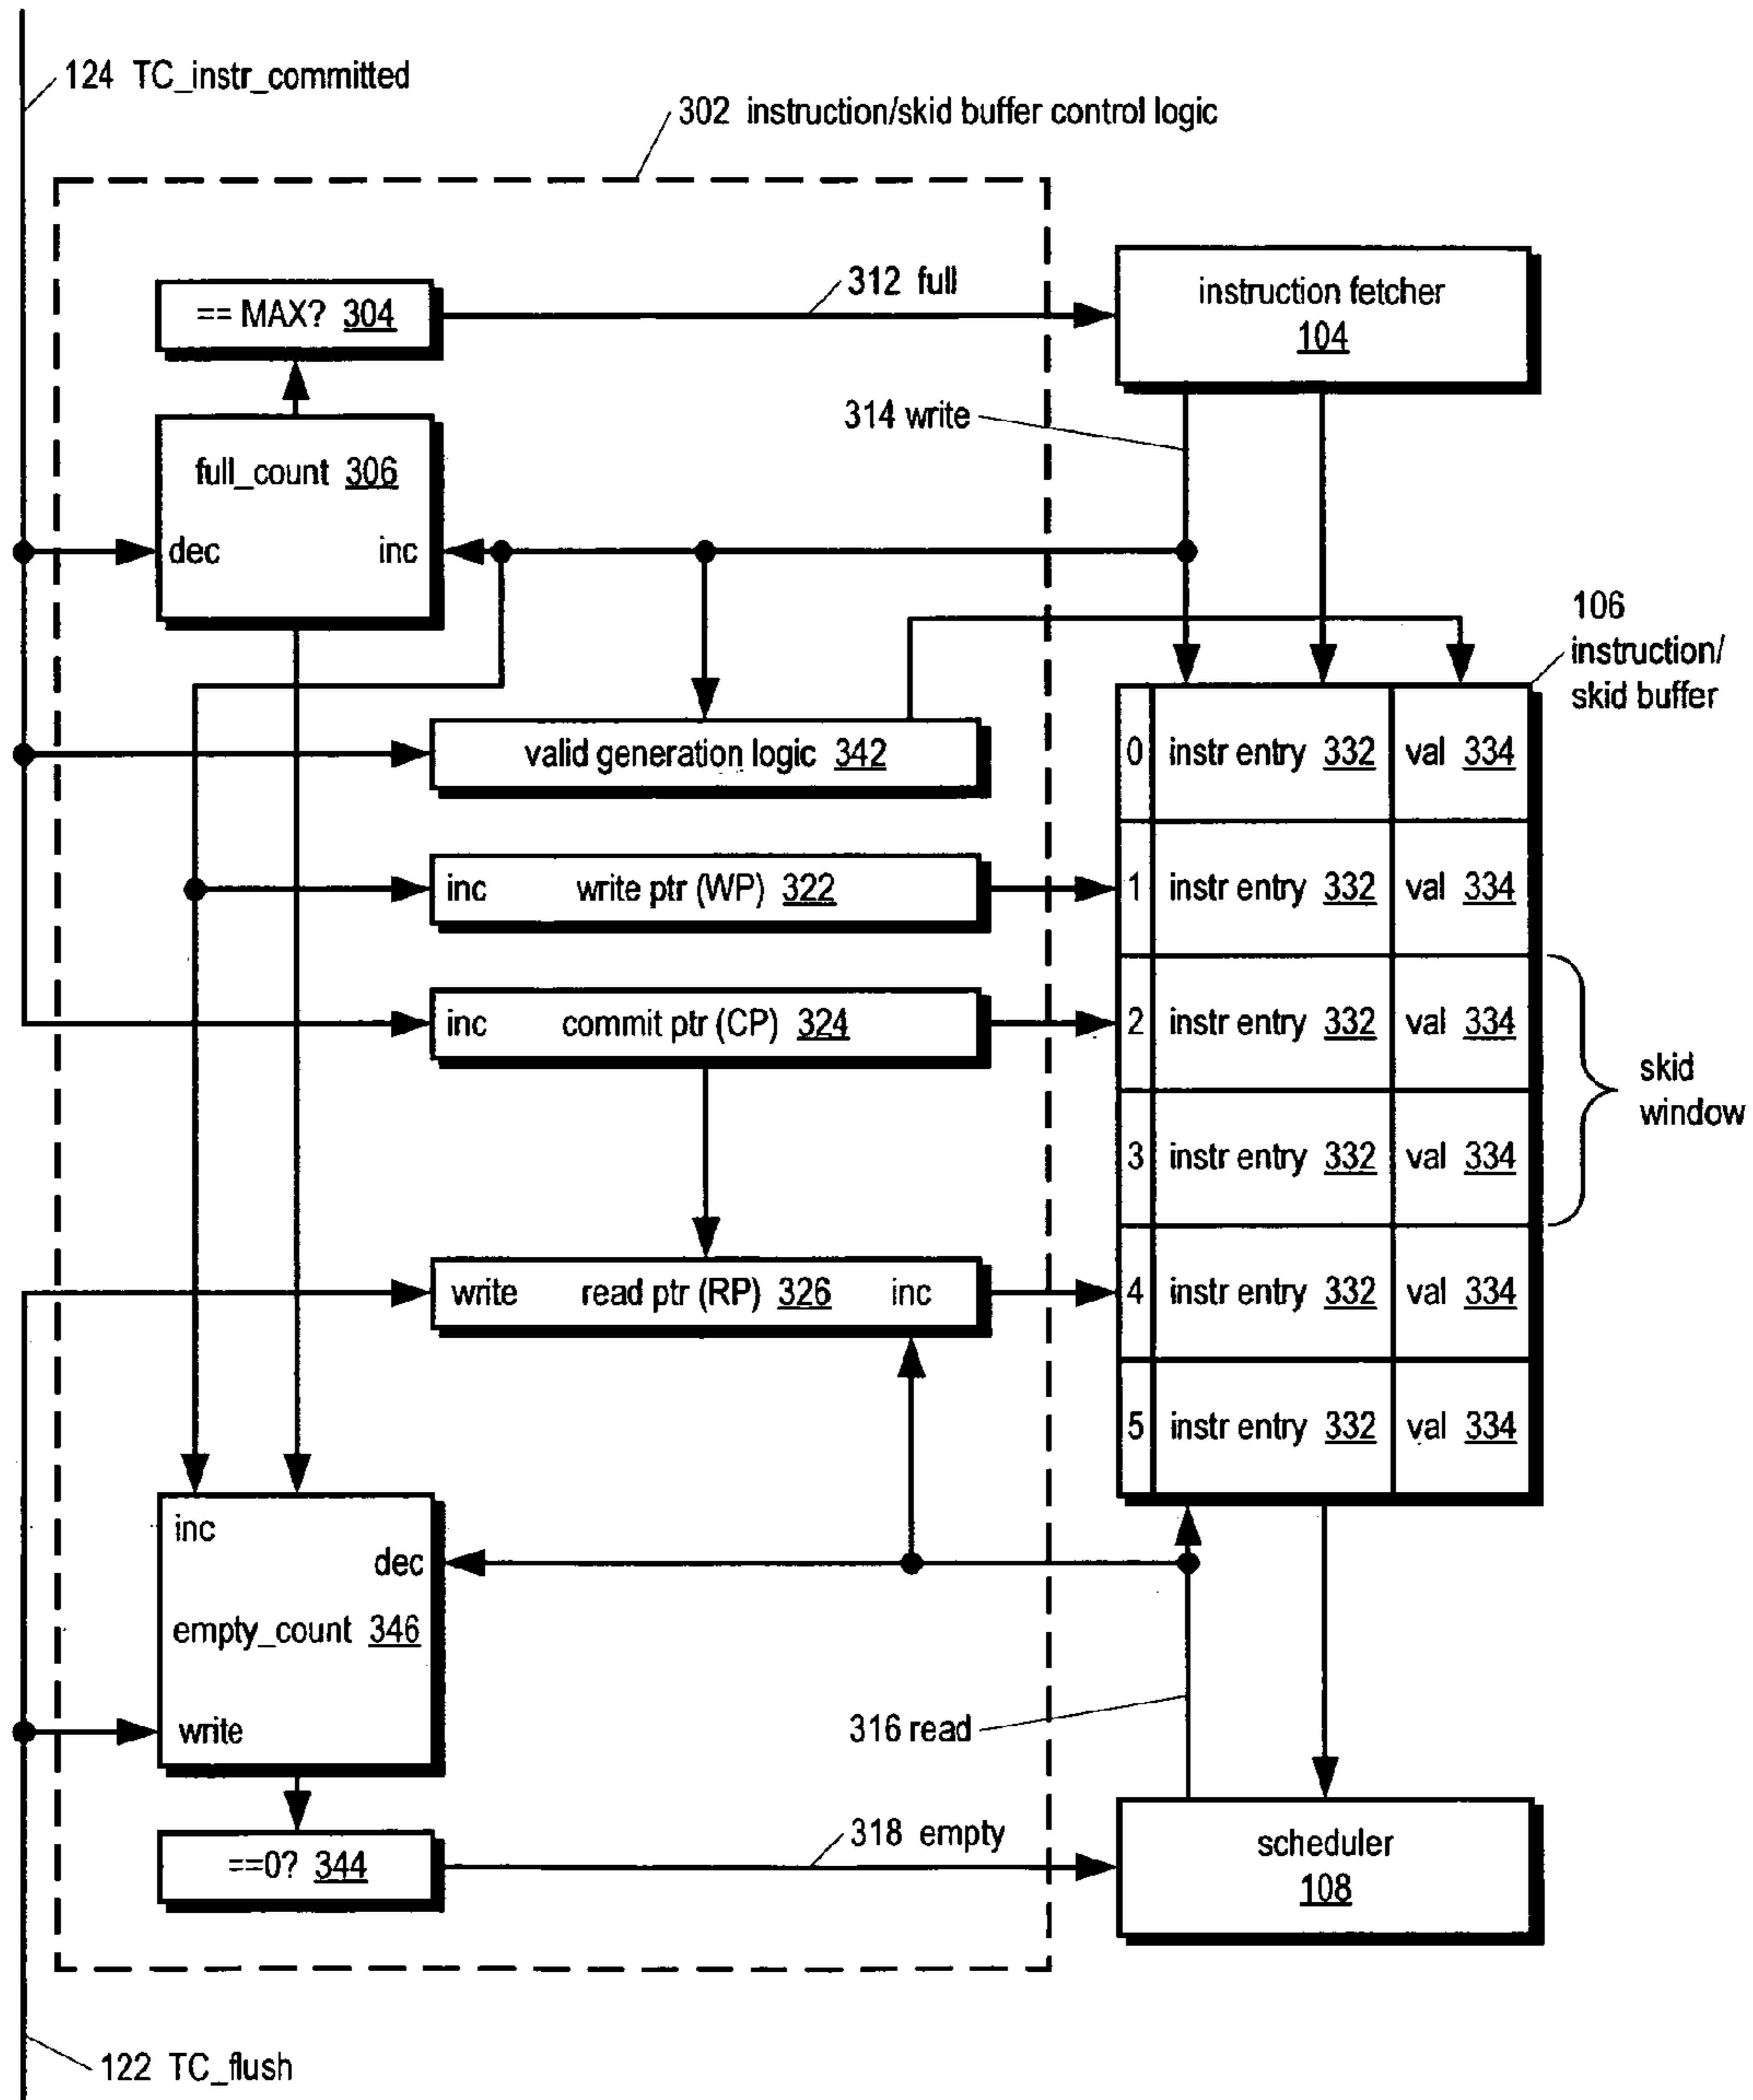 124 TC_instr_committed
302 instruction/skid buffer control logic
== MAX? 304
312 full
instruction fetcher
104
314 write
full_count 306
dec inc
106
instruction/
skid buffer
0 instr entry 332 val 334
valid generation logic 342
1 instr entry 332 val 334
inc write ptr (WP) 322
2 instr entry 332 val 334
inc commit ptr (CP) 324
skid
window
3 instr entry 332 val 334
write read ptr (RP) 326 inc
4 instr entry 332 val 334
5 instr entry 332 val 334
inc
dec
empty_count 346
write
316 read
==0? 344
318 empty
scheduler
108
122 TC_flush